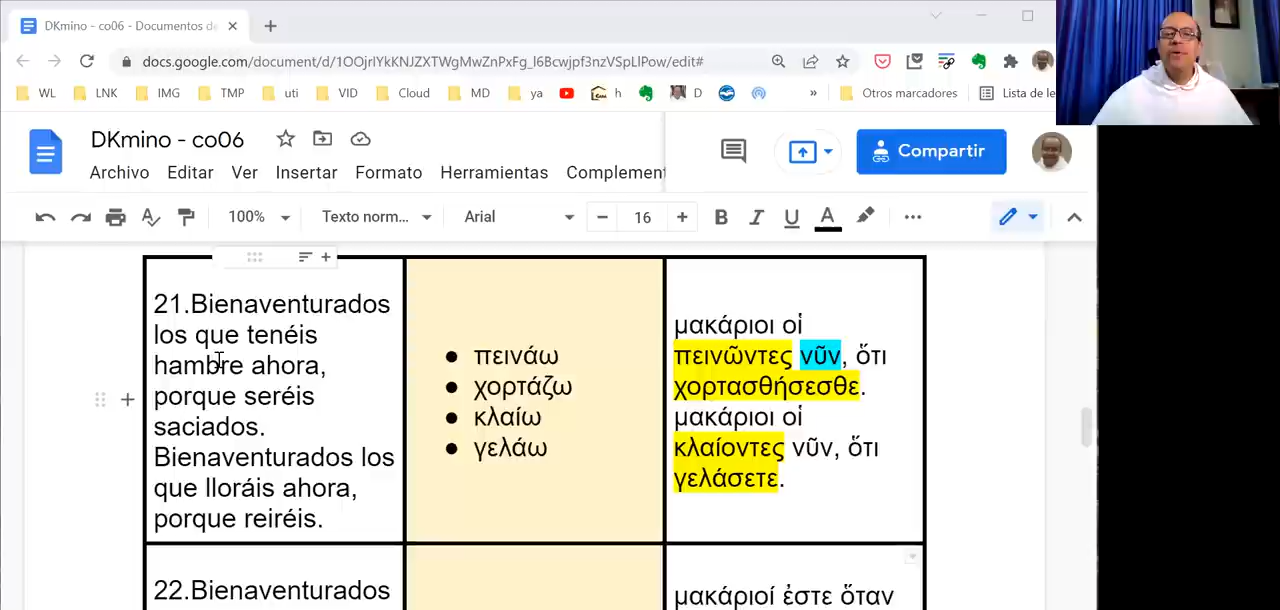 DKmino - co06 - Documentos de
docs.google.com/document/d/1OOjrIYkKNJZXTWgMwZnPxFg_l6Bcwjpf3nzVSpLlPow/edit#
WL LNK IMG TMP uti VID Cloud MD ya h D » Otros marcadores Lista de le
DKmino - co06
Compartir
Archivo Editar Ver Insertar Formato Herramientas Complement
100% Texto norm... Arial 16 B I U A
21.Bienaventurados
los que tenéis
hambre ahora,
porque seréis
saciados.
Bienaventurados los
que lloráis ahora,
porque reiréis.
πεινάω
χορτάζω
κλαίω
γελάω
μακάριοι οἱ
πεινῶντες νῦν, ὅτι
χορτασθήσεσθε.
μακάριοι οἱ
κλαίοντες νῦν, ὅτι
γελάσετε.
22.Bienaventurados
μακάριοί ἐστε ὅταν